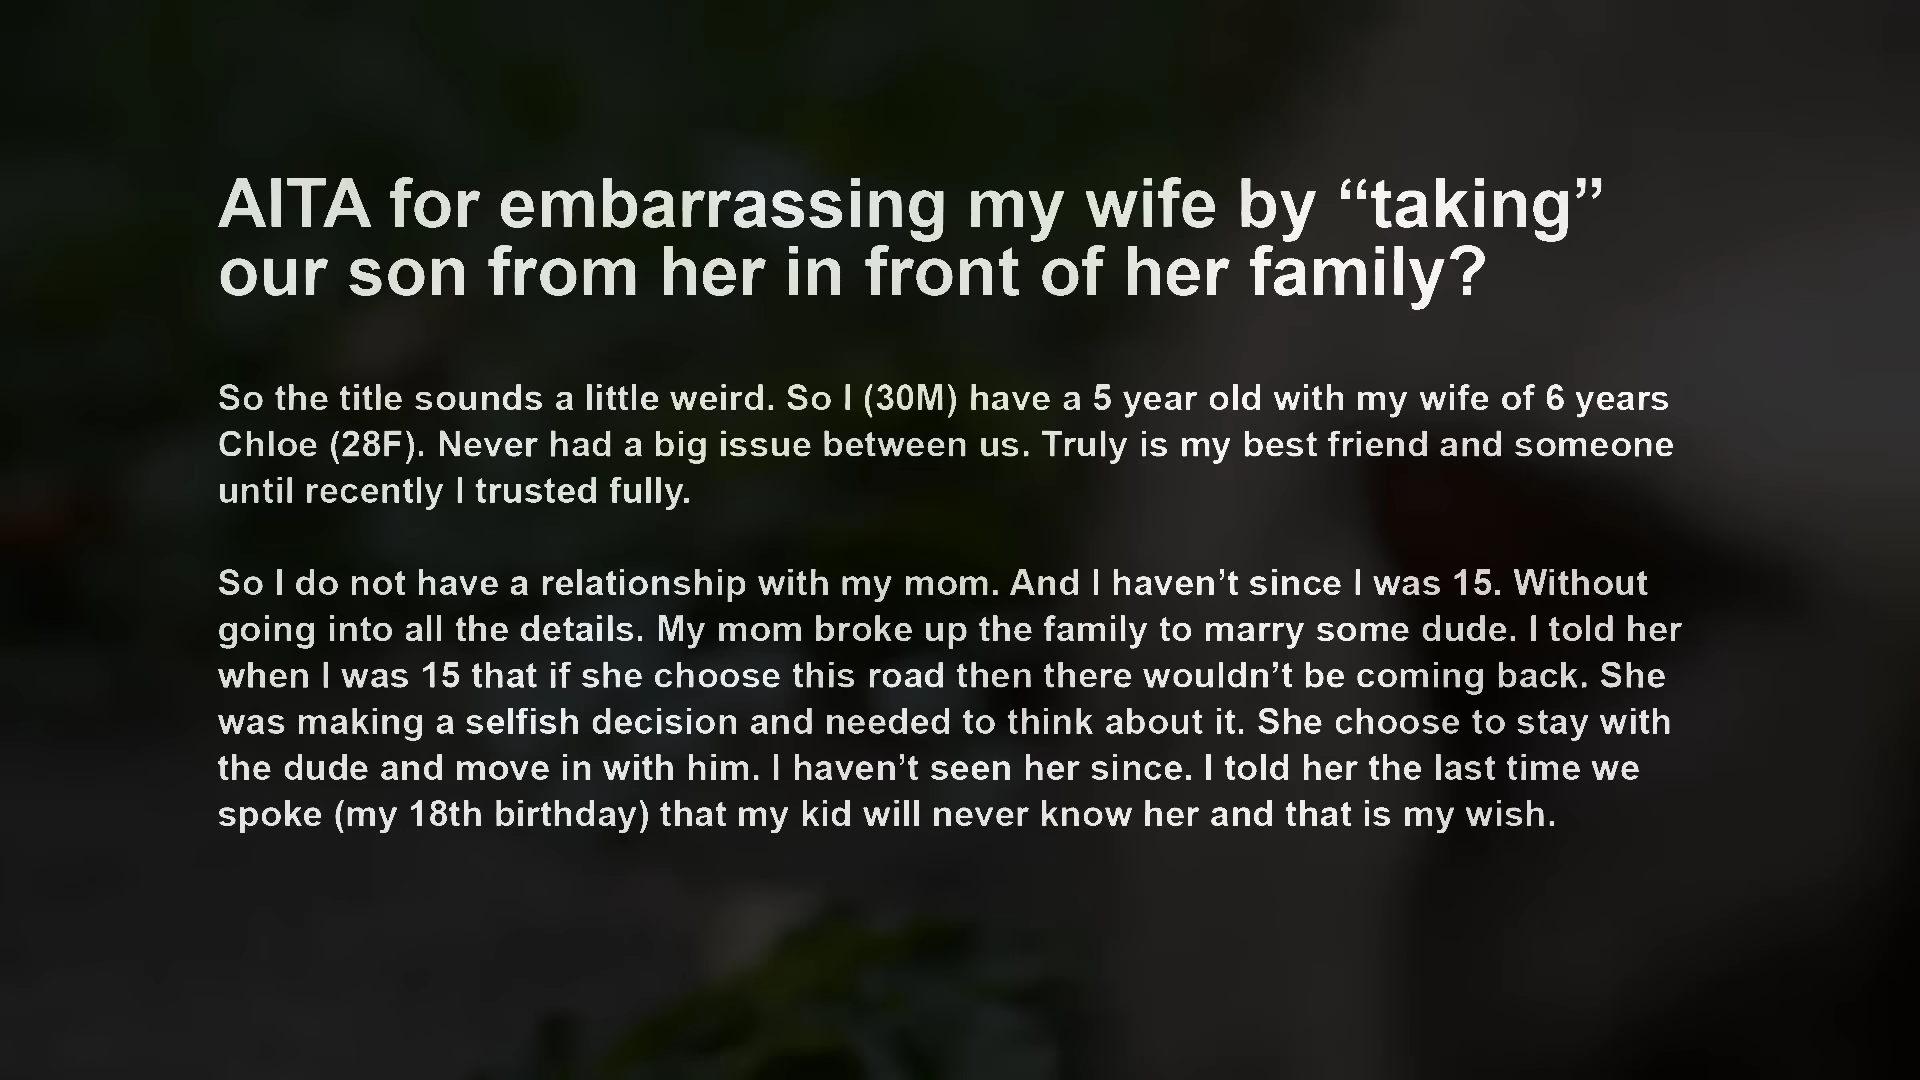 AITA for embarrassing my wife by “taking”
our son from her in front of her family?
So the title sounds a little weird. So I (30M) have a 5 year old with my wife of 6 years
Chloe (28F). Never had a big issue between us. Truly is my best friend and someone
until recently I trusted fully.
So I do not have a relationship with my mom. And I haven’t since I was 15. Without
going into all the details. My mom broke up the family to marry some dude. I told her
when I was 15 that if she choose this road then there wouldn’t be coming back. She
was making a selfish decision and needed to think about it. She choose to stay with
the dude and move in with him. I haven’t seen her since. I told her the last time we
spoke (my 18th birthday) that my kid will never know her and that is my wish.